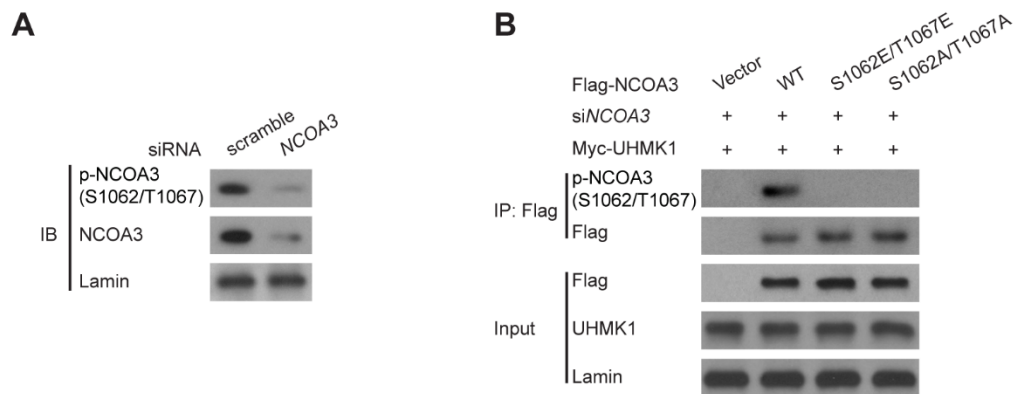 A
siRNA scramble NCOA3
p-NCOA3
(S1062/T1067)
IB NCOA3
Lamin
B
Flag-NCOA3 Vector WT S1062E/T1067E S1062A/T1067A
siNCOA3 + + + +
Myc-UHMK1 + + + +
p-NCOA3
(S1062/T1067)
IP: Flag
Flag
Flag
Input UHMK1
Lamin